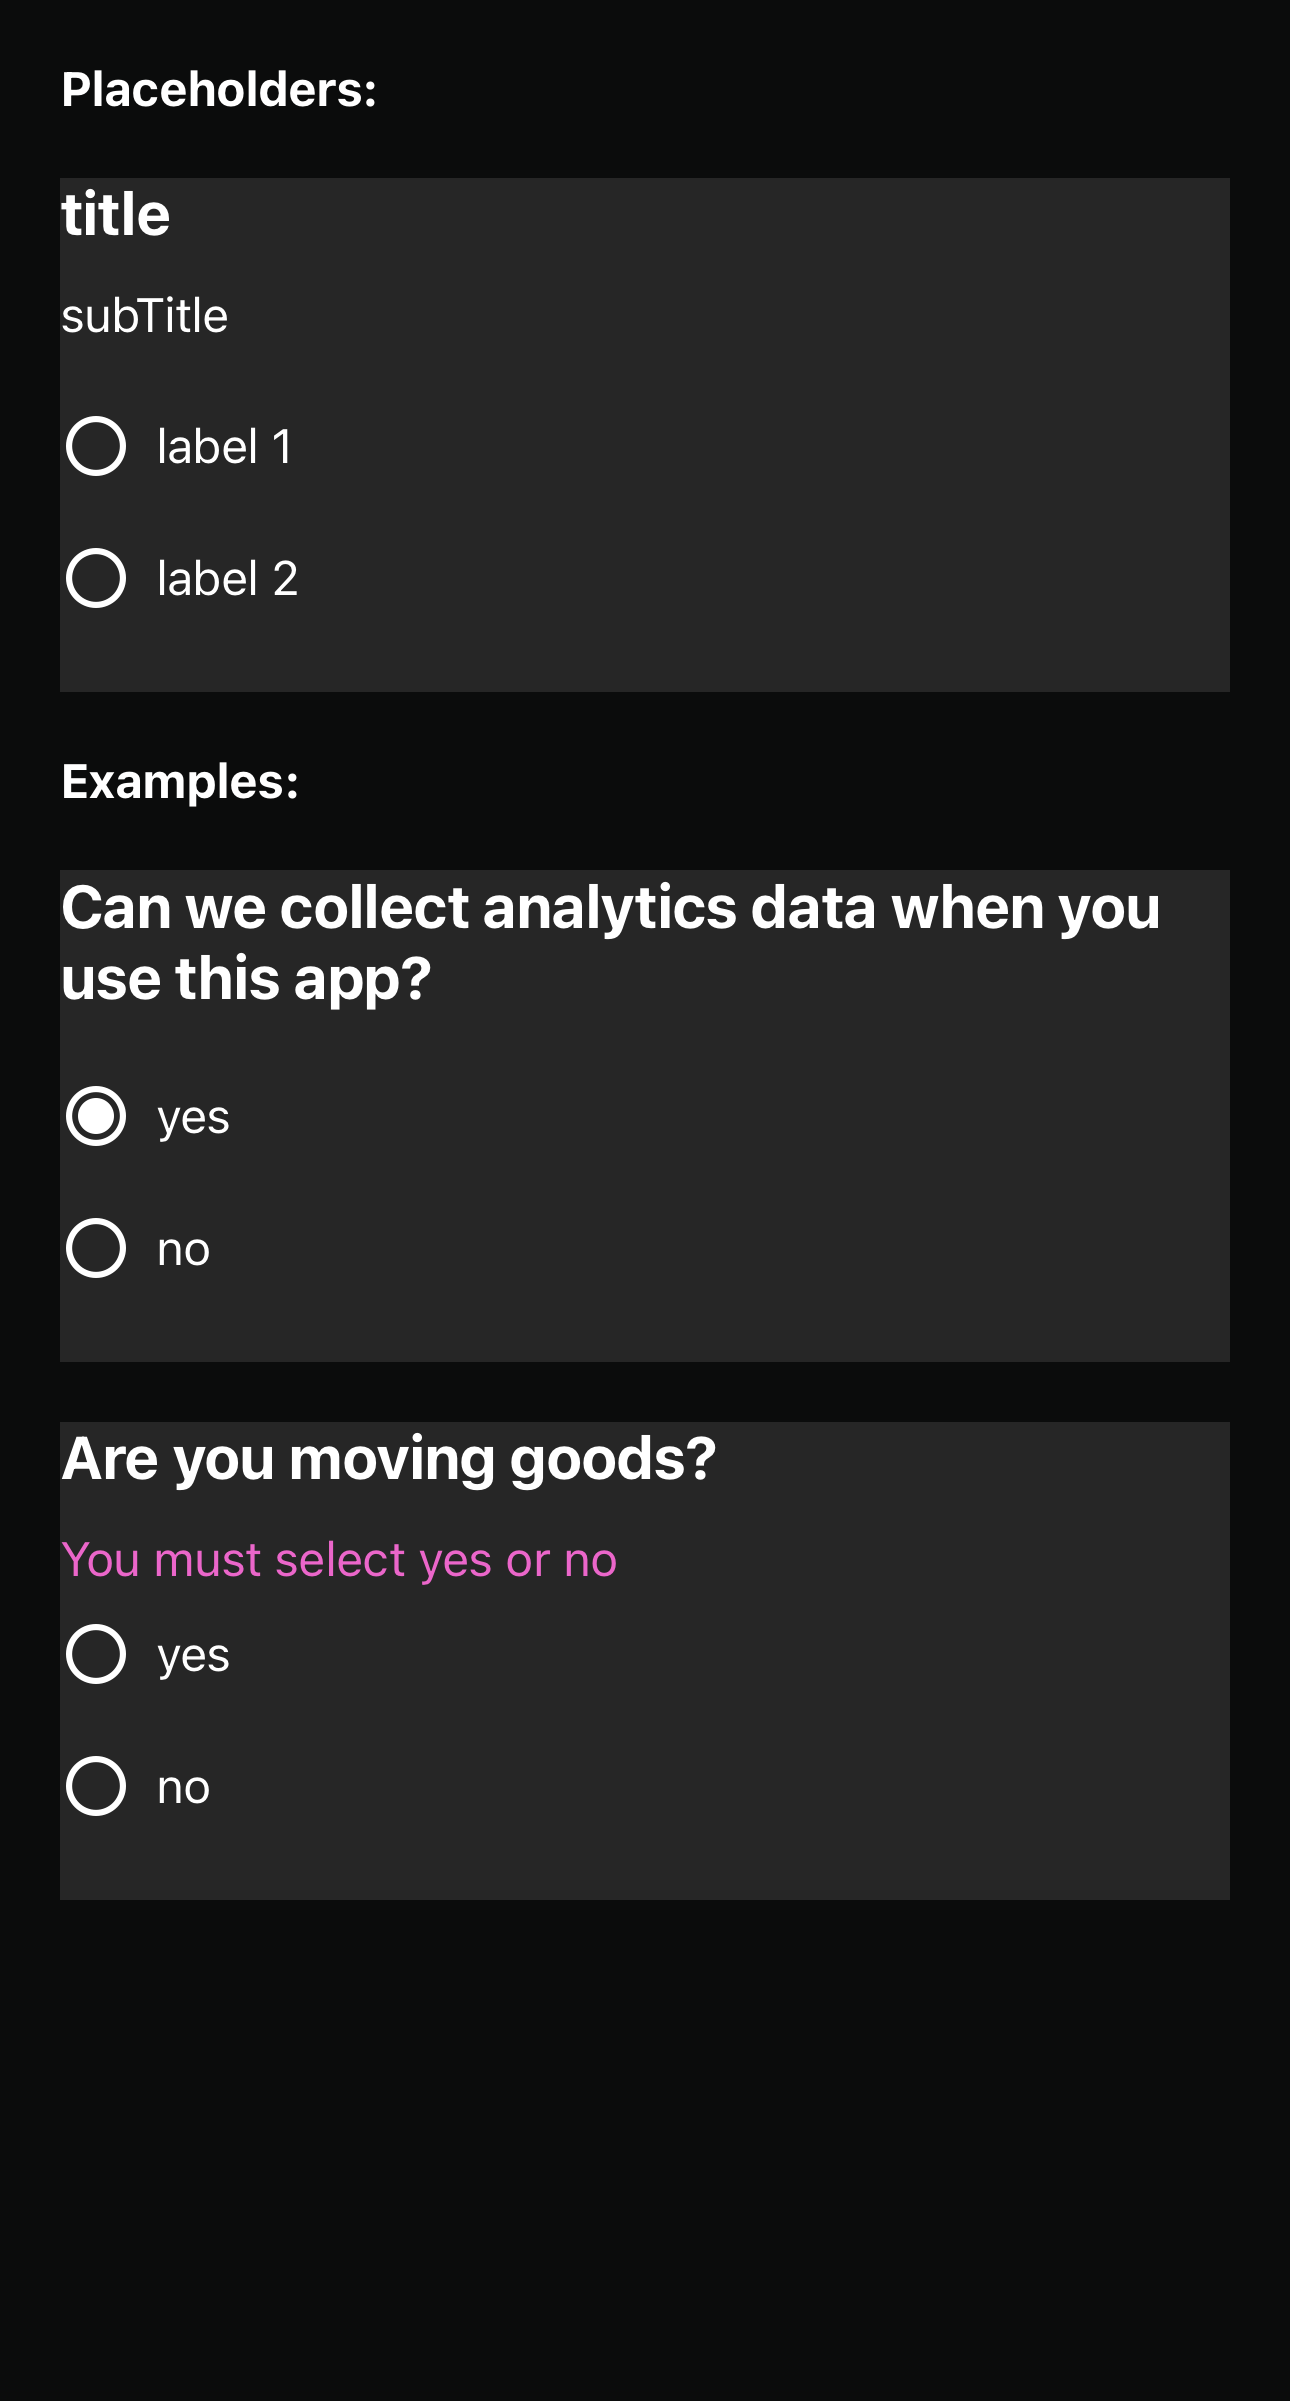 Placeholders:
title
subTitle
label 1
label 2
Examples:
Can we collect analytics data when you
use this app?
yes
no
Are you moving goods?
You must select yes or no
yes
no